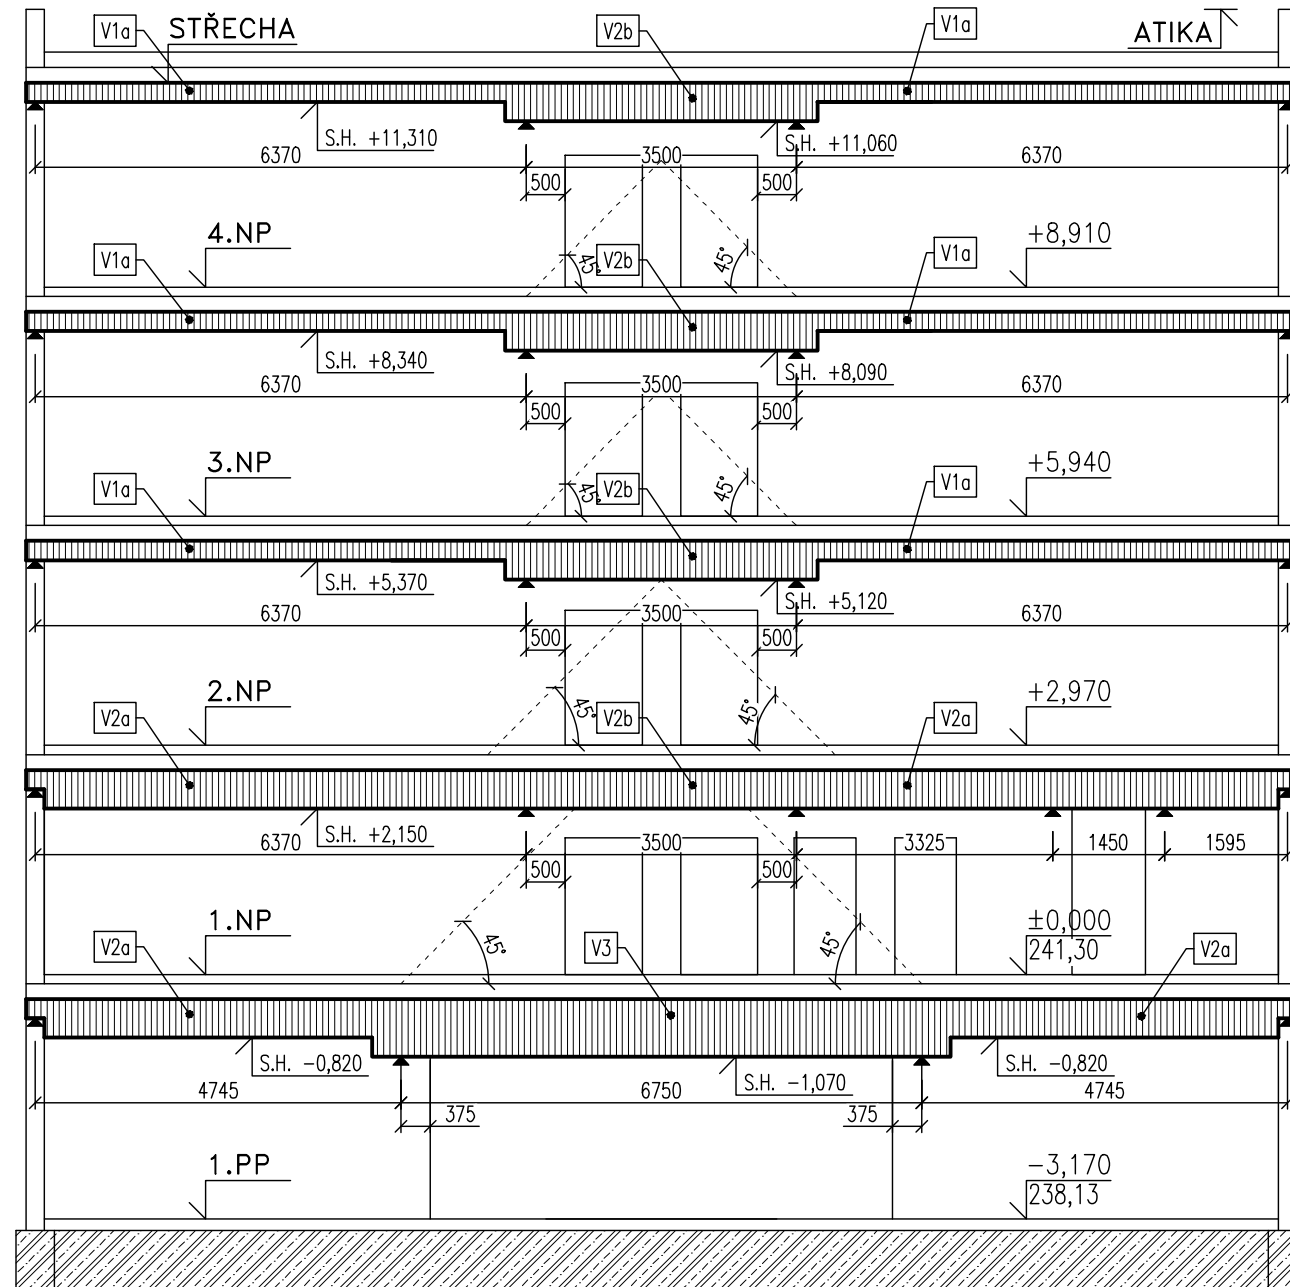 V1a
STŘECHA
V2b
V1a
ATIKA
S.H. +11,310
S.H. +11,060
6370
3500
6370
500
500
4.NP
+8,910
V1a
45°
V2b
45°
V1a
S.H. +8,340
S.H. +8,090
6370
3500
6370
500
500
3.NP
+5,940
V1a
45°
V2b
45°
V1a
S.H. +5,370
S.H. +5,120
6370
3500
6370
500
500
2.NP
+2,970
V2a
45°
V2b
45°
V2a
S.H. +2,150
6370
3500
3325
1450
1595
500
500
1.NP
±0,000
241,30
V2a
45°
V3
45°
V2a
S.H. -0,820
S.H. -1,070
S.H. -0,820
4745
6750
4745
375
375
1.PP
-3,170
238,13